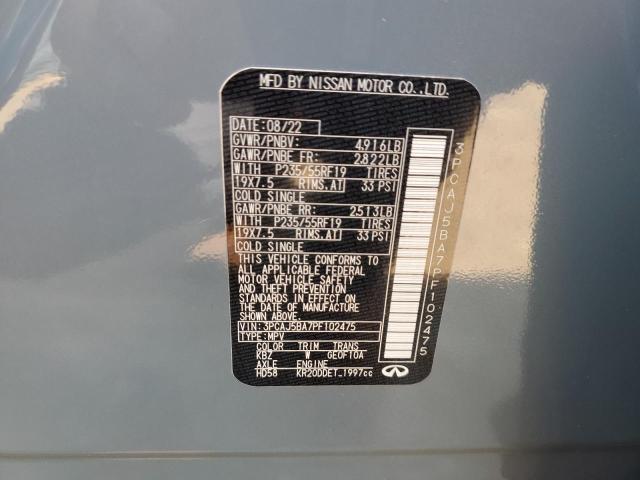 MFD BY NISSAN MOTOR CO.,LTD.
DATE: 08/22
GVWR/PNBV: 4,916LB
GAWR/PNBE FR: 2822LB
WITH P235/55RF19 TIRES
19X7.5 RIMS,AT 33 PSI
COLD SINGLE
GAWR/PNBE RR: 2513LB
WITH P235/55RF19 TIRES
19X7.5 RIMS,AT 33 PSI
COLD SINGLE
THIS VEHICLE CONFORMS TO
ALL APPLICABLE FEDERAL
MOTOR VEHICLE SAFETY
AND THEFT PREVENTION
STANDARDS IN EFFECT ON
THE DATE OF MANUFACTURE
SHOWN ABOVE.
VIN: 3PCAJ5BA7PF102475
TYPE: MPV
COLOR TRIM TRANS
KBZ W GE0F10A
AXLE ENGINE
HD58 KR20DDET_1997cc
3PCAJ5BA7PF102475